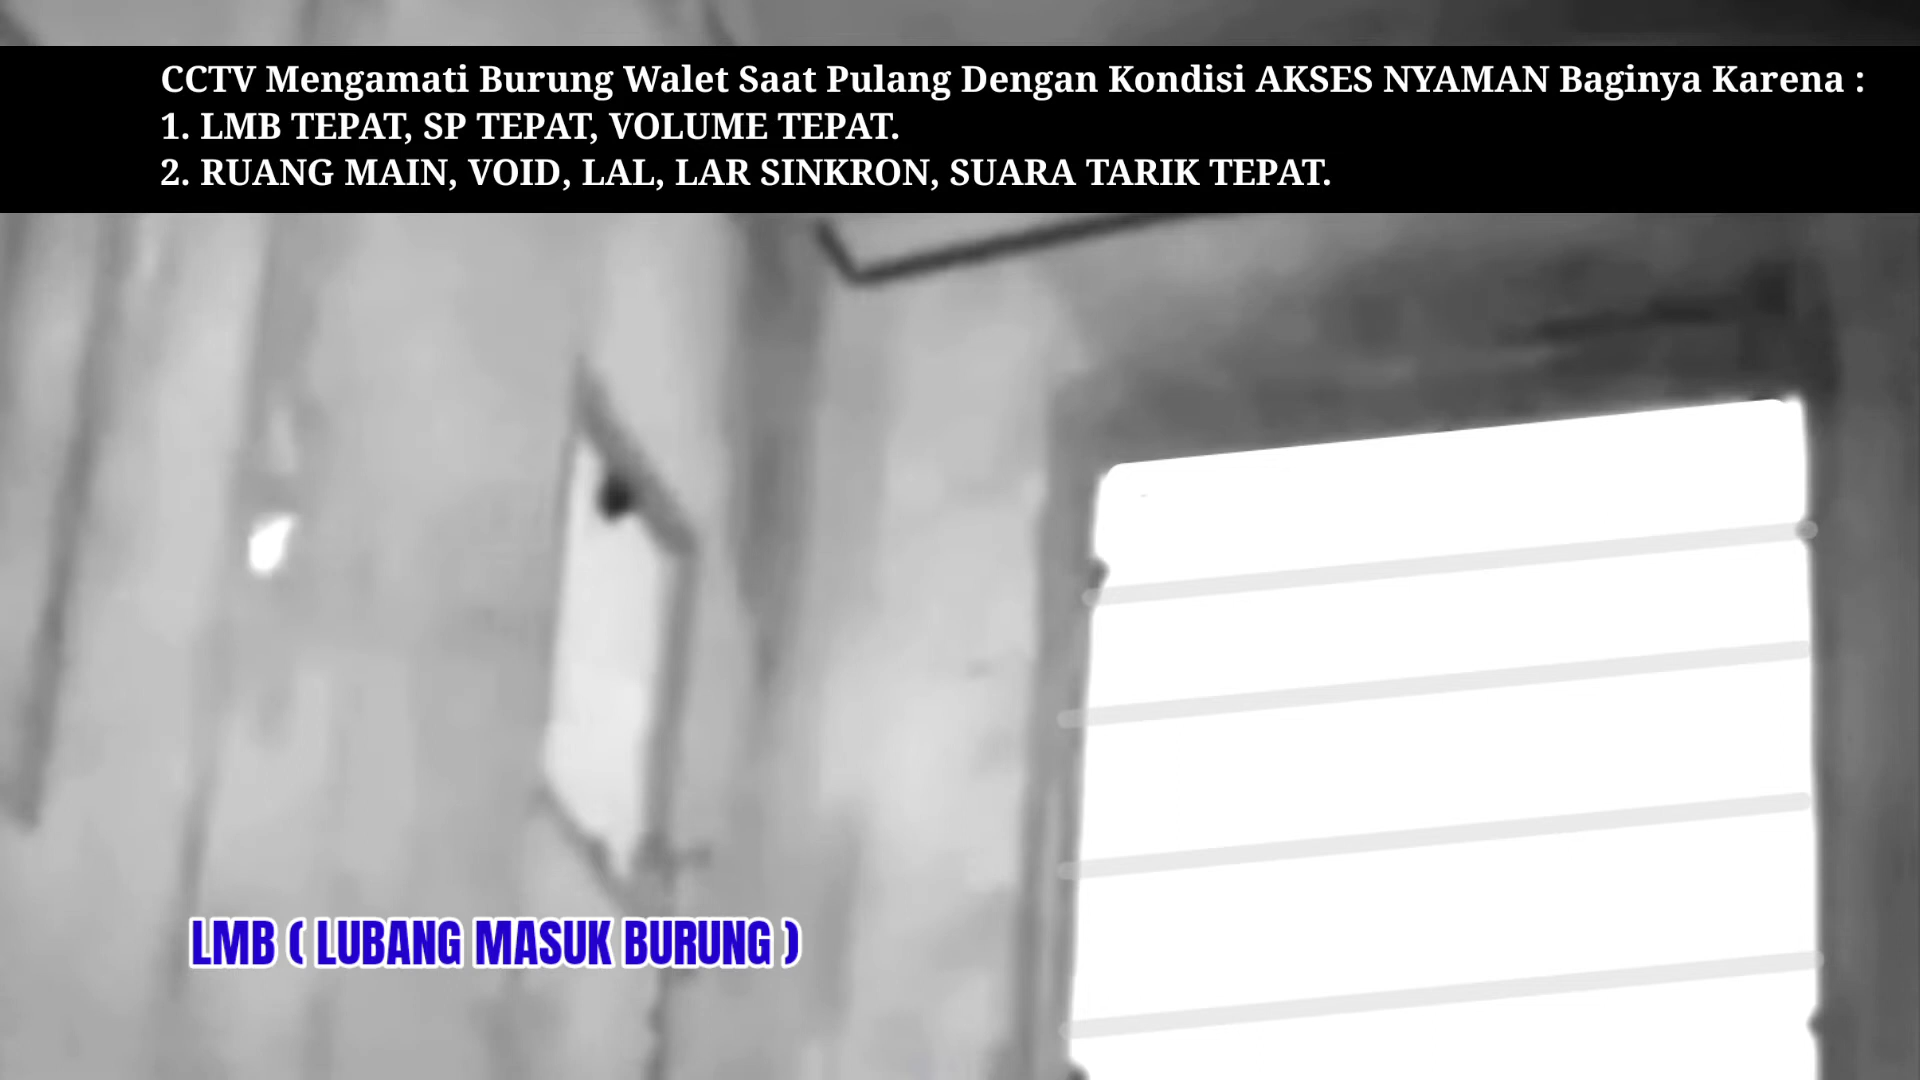 CCTV Mengamati Burung Walet Saat Pulang Dengan Kondisi AKSES NYAMAN Baginya Karena :
1. LMB TEPAT, SP TEPAT, VOLUME TEPAT.
2. RUANG MAIN, VOID, LAL, LAR SINKRON, SUARA TARIK TEPAT.
LMB ( LUBANG MASUK BURUNG )